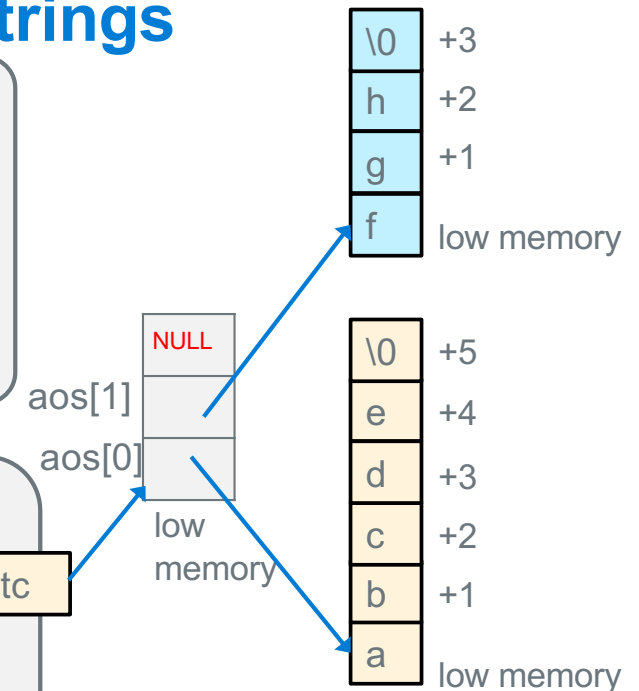 trings
\0 +3
h +2
g +1
f low memory
NULL
aos[1]
aos[0]
low
memory
tc
\0 +5
e +4
d +3
c +2
b +1
a low memory